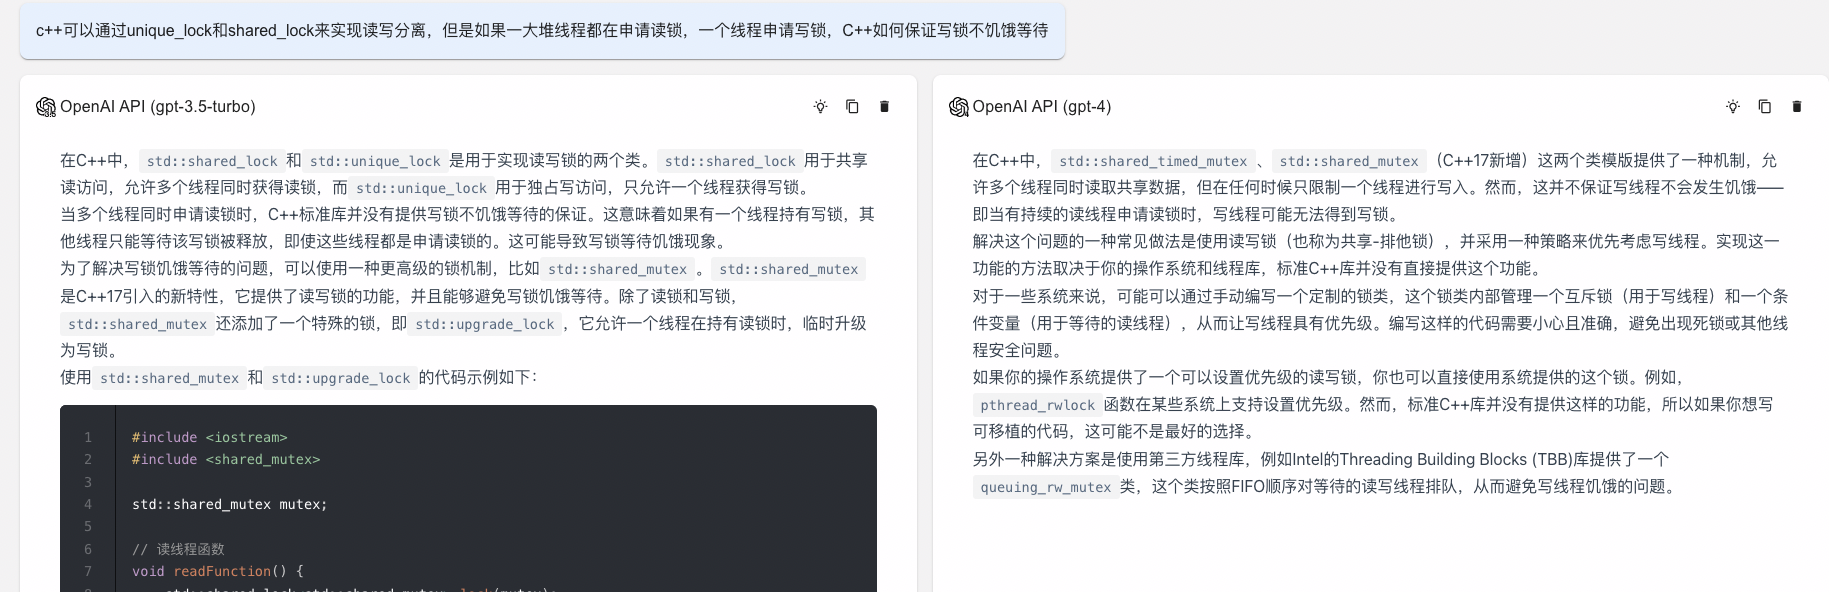 c++可以通过unique_lock和shared_lock来实现读写分离，但是如果一大堆线程都在申请读锁，一个线程申请写锁，C++如何保证写锁不饥饿等待
OpenAI API (gpt-3.5-turbo)
在C++中， std::shared_lock 和 std::unique_lock 是用于实现读写锁的两个类。 std::shared_lock 用于共享
读访问，允许多个线程同时获得读锁，而 std::unique_lock 用于独占写访问，只允许一个线程获得写锁。
当多个线程同时申请读锁时，C++标准库并没有提供写锁不饥饿等待的保证。这意味着如果有一个线程持有写锁，其
他线程只能等待该写锁被释放，即使这些线程都是申请读锁的。这可能导致写锁等待饥饿现象。
为了解决写锁饥饿等待的问题，可以使用一种更高级的锁机制，比如 std::shared_mutex 。 std::shared_mutex
是C++17引入的新特性，它提供了读写锁的功能，并且能够避免写锁饥饿等待。除了读锁和写锁，
std::shared_mutex 还添加了一个特殊的锁，即 std::upgrade_lock ，它允许一个线程在持有读锁时，临时升级
为写锁。
使用 std::shared_mutex 和 std::upgrade_lock 的代码示例如下：
1 #include <iostream>
2 #include <shared_mutex>
3
4 std::shared_mutex mutex;
5
6 // 读线程函数
7 void readFunction() {
OpenAI API (gpt-4)
在C++中， std::shared_timed_mutex 、 std::shared_mutex （C++17新增）这两个类模版提供了一种机制，允
许多个线程同时读取共享数据，但在任何时候只限制一个线程进行写入。然而，这并不保证写线程不会发生饥饿——
即当有持续的读线程申请读锁时，写线程可能无法得到写锁。
解决这个问题的一种常见做法是使用读写锁（也称为共享-排他锁），并采用一种策略来优先考虑写线程。实现这一
功能的方法取决于你的操作系统和线程库，标准C++库并没有直接提供这个功能。
对于一些系统来说，可能可以通过手动编写一个定制的锁类，这个锁类内部管理一个互斥锁（用于写线程）和一个条
件变量（用于等待的读线程），从而让写线程具有优先级。编写这样的代码需要小心且准确，避免出现死锁或其他线
程安全问题。
如果你的操作系统提供了一个可以设置优先级的读写锁，你也可以直接使用系统提供的这个锁。例如，
pthread_rwlock 函数在某些系统上支持设置优先级。然而，标准C++库并没有提供这样的功能，所以如果你想写
可移植的代码，这可能不是最好的选择。
另外一种解决方案是使用第三方线程库，例如Intel的Threading Building Blocks (TBB)库提供了一个
queuing_rw_mutex 类，这个类按照FIFO顺序对等待的读写线程排队，从而避免写线程饥饿的问题。